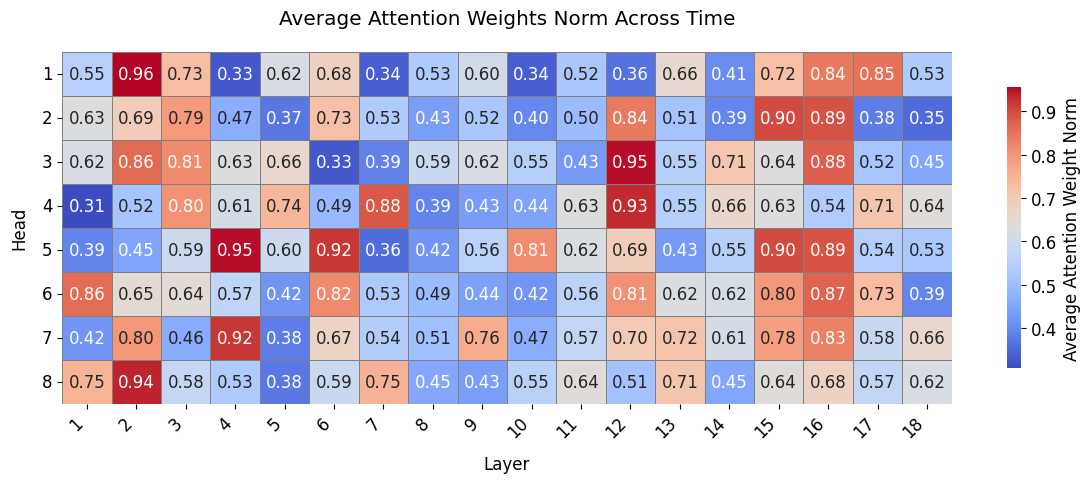 Average Attention Weights Norm Across Time
1 0.55 0.96 0.73 0.33 0.62 0.68 0.34 0.53 0.60 0.34 0.52 0.36 0.66 0.41 0.72 0.84 0.85 0.53
2 0.63 0.69 0.79 0.47 0.37 0.73 0.53 0.43 0.52 0.40 0.50 0.84 0.51 0.39 0.90 0.89 0.38 0.35
3 0.62 0.86 0.81 0.63 0.66 0.33 0.39 0.59 0.62 0.55 0.43 0.95 0.55 0.71 0.64 0.88 0.52 0.45
4 0.31 0.52 0.80 0.61 0.74 0.49 0.88 0.39 0.43 0.44 0.63 0.93 0.55 0.66 0.63 0.54 0.71 0.64
5 0.39 0.45 0.59 0.95 0.60 0.92 0.36 0.42 0.56 0.81 0.62 0.69 0.43 0.55 0.90 0.89 0.54 0.53
6 0.86 0.65 0.64 0.57 0.42 0.82 0.53 0.49 0.44 0.42 0.56 0.81 0.62 0.62 0.80 0.87 0.73 0.39
7 0.42 0.80 0.46 0.92 0.38 0.67 0.54 0.51 0.76 0.47 0.57 0.70 0.72 0.61 0.78 0.83 0.58 0.66
8 0.75 0.94 0.58 0.53 0.38 0.59 0.75 0.45 0.43 0.55 0.64 0.51 0.71 0.45 0.64 0.68 0.57 0.62
1 2 3 4 5 6 7 8 9 10 11 12 13 14 15 16 17 18
Layer
Head
0.9
0.8
0.7
0.6
0.5
0.4
Average Attention Weight Norm